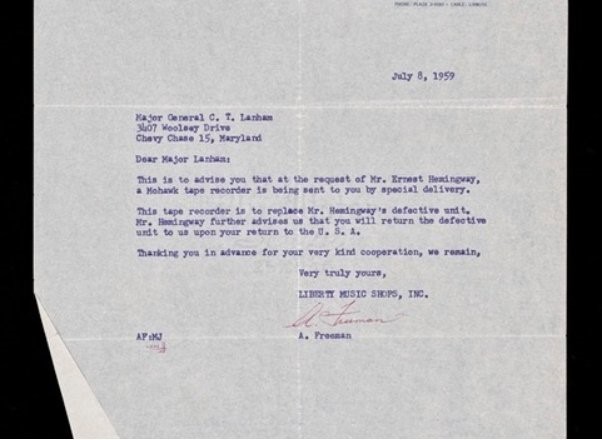 July 8, 1959
Major General C. T. Lanham
3407 Woolsey Drive
Chevy Chase 15, Maryland
Dear Major Lanham:
This is to advise you that at the request of Mr. Ernest Hemingway,
a Mohawk tape recorder is being sent to you by special delivery.
This tape recorder is to replace Mr. Hemingway's defective unit.
Mr. Hemingway further advises us that you will return the defective
unit to us upon your return to the U. S. A.
Thanking you in advance for your very kind cooperation, we remain,
Very truly yours,
LIBERTY MUSIC SHOPS, INC.
A. Freeman
AF:MJ
A. Freeman